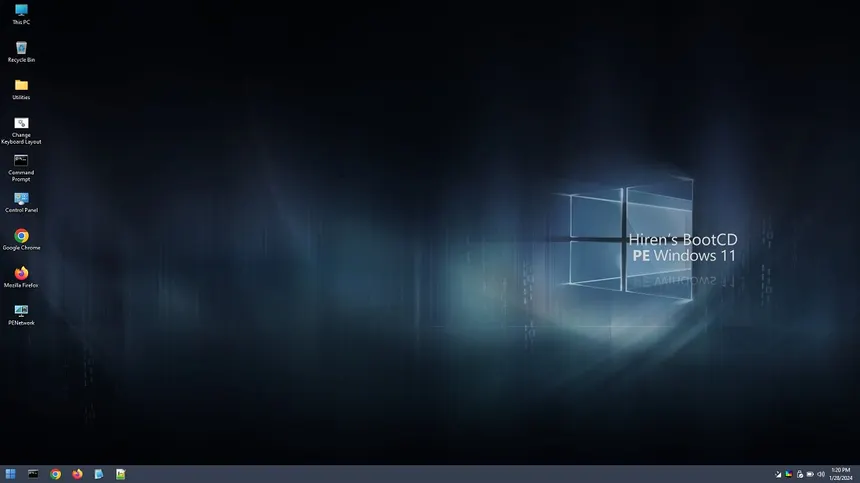 This PC
Recycle Bin
Utilities
Change
Keyboard Layout
Command
Prompt
Control Panel
Google Chrome
Mozilla Firefox
PENetwork
Hiren's BootCD
PE Windows 11
1:20 PM
1/28/2024